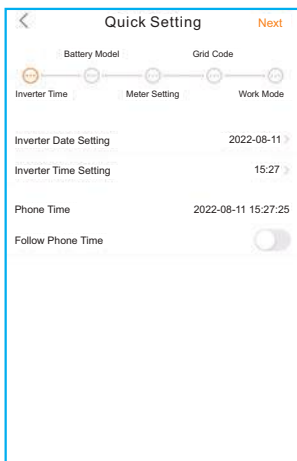 Quick Setting Next
Battery Model Grid Code
Inverter Time Meter Setting Work Mode
Inverter Date Setting 2022-08-11
Inverter Time Setting 15:27
Phone Time 2022-08-11 15:27:25
Follow Phone Time